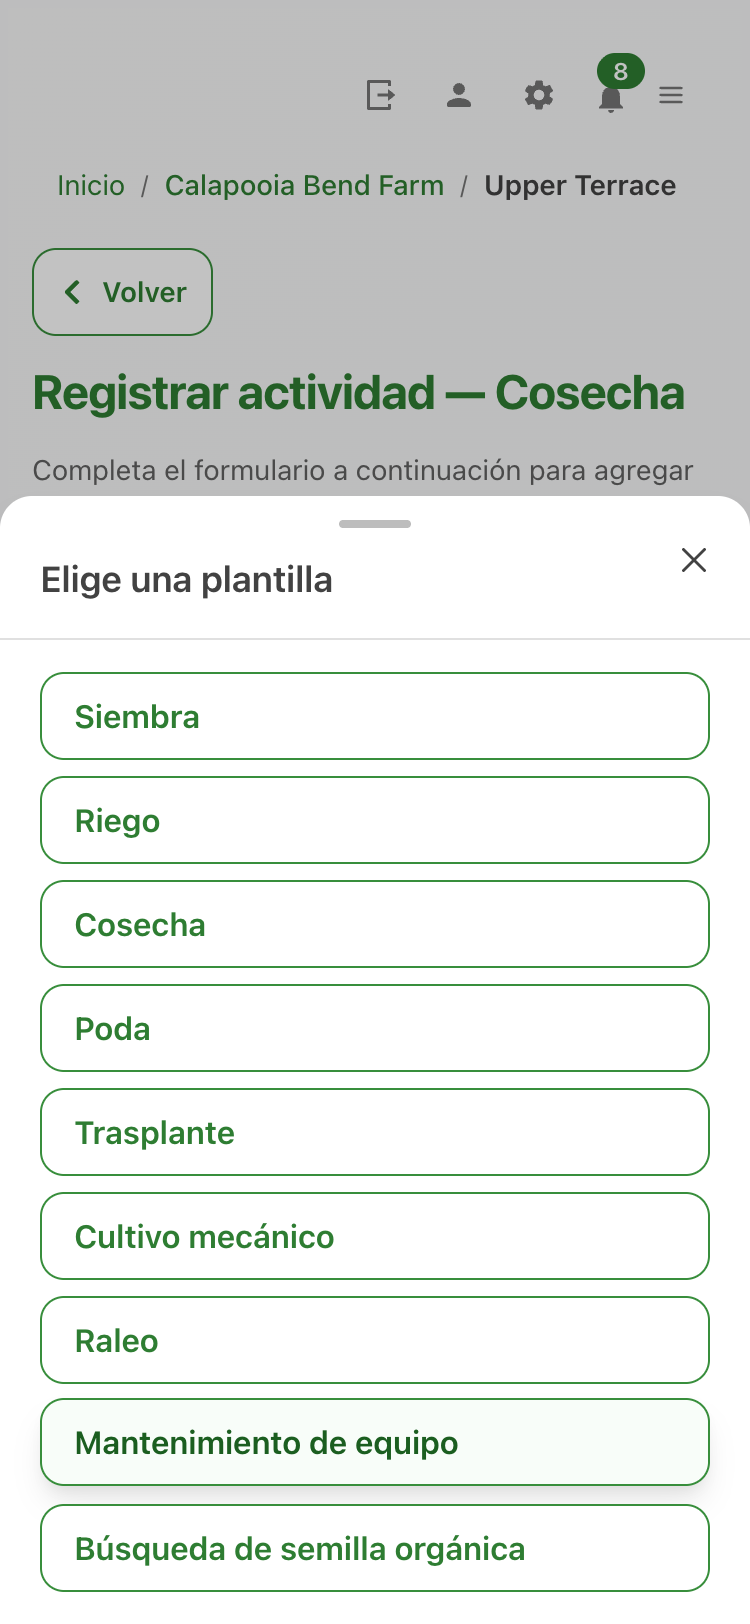 8
Inicio / Calapooia Bend Farm / Upper Terrace
Volver
Registrar actividad — Cosecha
Completa el formulario a continuación para agregar
Elige una plantilla
Siembra
Riego
Cosecha
Poda
Trasplante
Cultivo mecánico
Raleo
Mantenimiento de equipo
Búsqueda de semilla orgánica